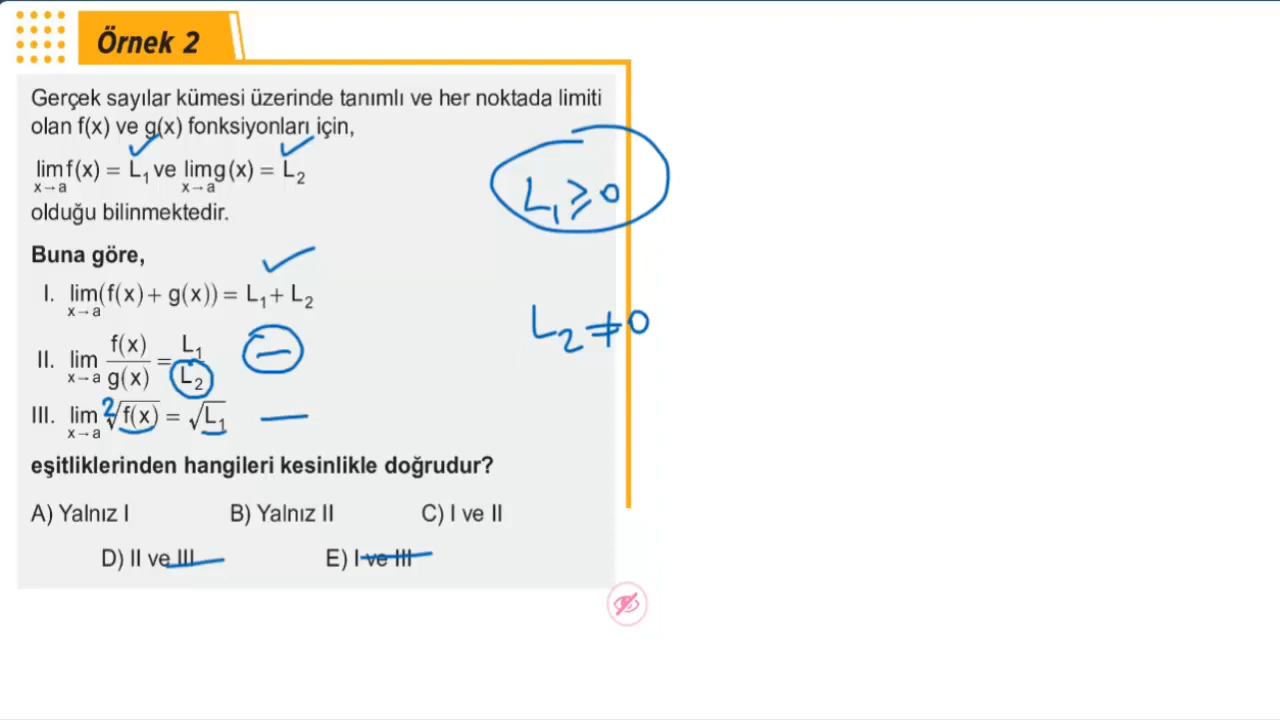 Örnek 2
Gerçek sayılar kümesi üzerinde tanımlı ve her noktada limiti
olan f(x) ve g(x) fonksiyonları için,
lim f(x) = L₁ ve lim g(x) = L₂
x→a x→a
olduğu bilinmektedir.
L₁ ⩾ 0
Buna göre,
I. lim (f(x) + g(x)) = L₁ + L₂
x→a
L₂ ≠ 0
II. lim f(x)/g(x) = L₁/L₂
x→a
III. lim ²√f(x) = √L₁
x→a
eşitliklerinden hangileri kesinlikle doğrudur?
A) Yalnız I B) Yalnız II C) I ve II
D) II ve III E) I ve III